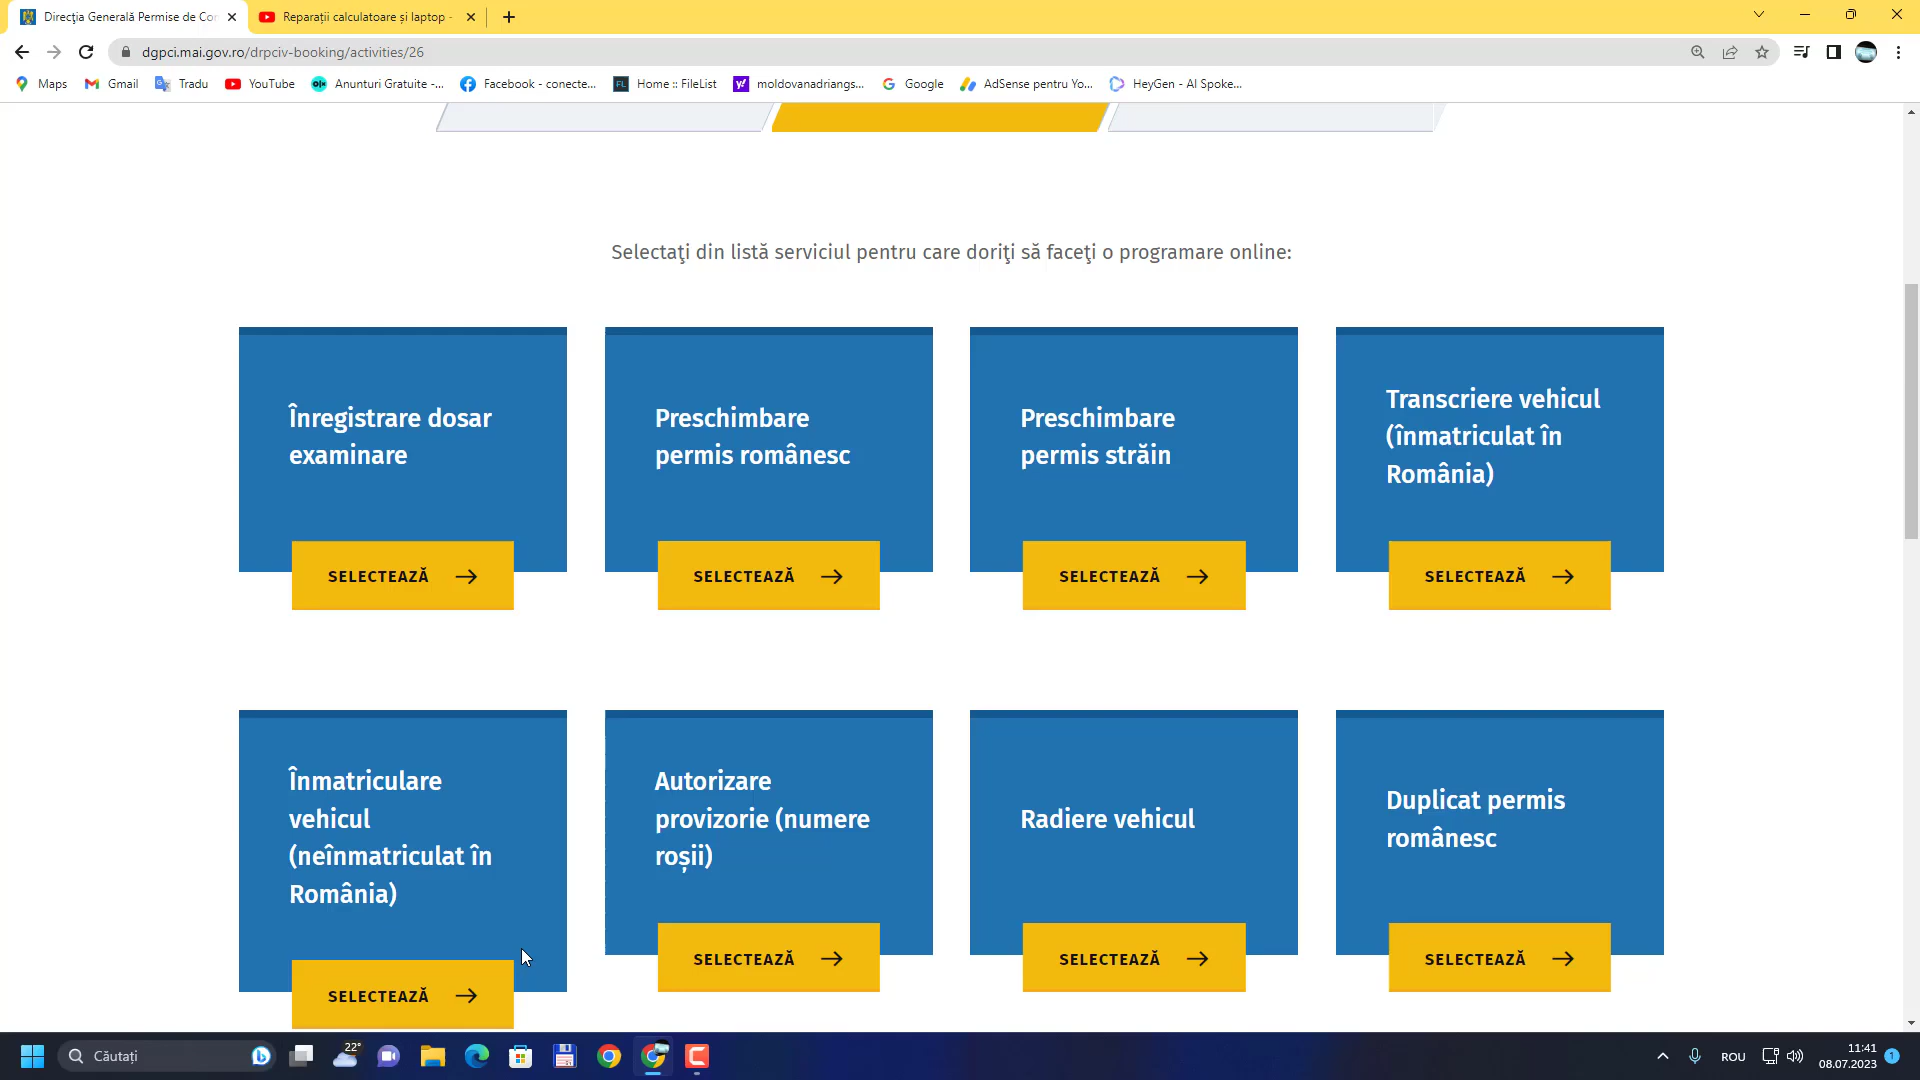 Direcția Generală Permise de Con
Reparații calculatoare și laptop -
dgpci.mai.gov.ro/drpciv-booking/activities/26
Maps
Gmail
Tradu
YouTube
Anunturi Gratuite -...
Facebook - conecte...
Home :: FileList
moldovanadriangs...
Google
AdSense pentru Yo...
HeyGen - AI Spoke...
Selectaţi din listă serviciul pentru care doriţi să faceţi o programare online:
Înregistrare dosar
examinare
SELECTEAZĂ
Preschimbare
permis românesc
SELECTEAZĂ
Preschimbare
permis străin
SELECTEAZĂ
Transcriere vehicul
(înmatriculat în
România)
SELECTEAZĂ
Înmatriculare
vehicul
(neînmatriculat în
România)
SELECTEAZĂ
Autorizare
provizorie (numere
roșii)
SELECTEAZĂ
Radiere vehicul
SELECTEAZĂ
Duplicat permis
românesc
SELECTEAZĂ
Căutați
22°
ROU
11:41
08.07.2023
1